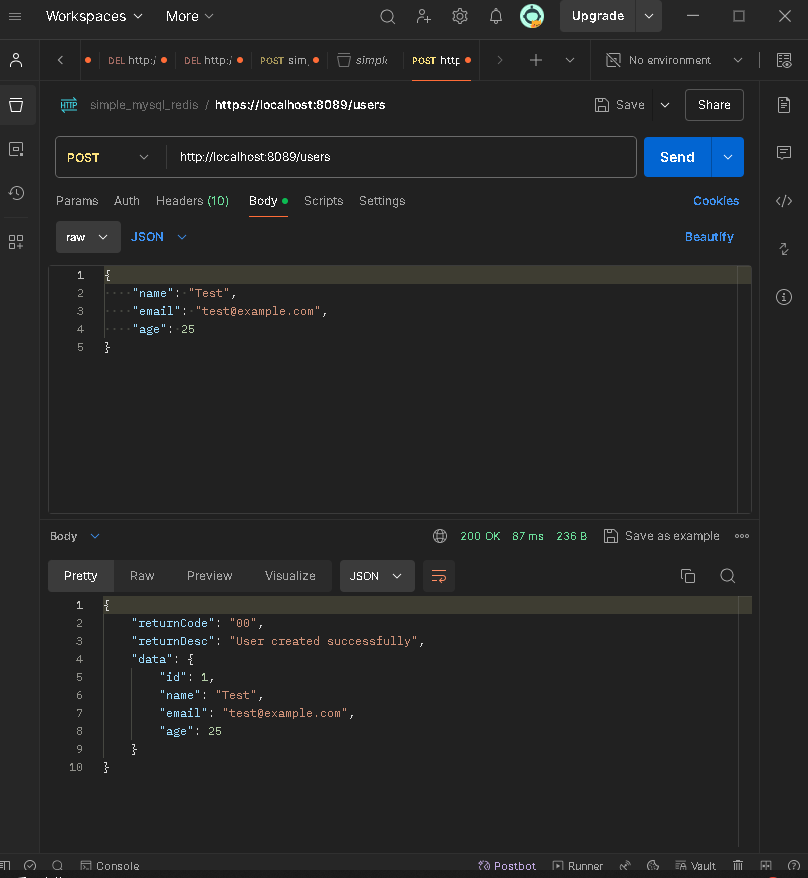 Workspaces More Upgrade
DEL http:/ DEL http:/ POST sim, simple POST http No environment
HTTP simple_mysql_redis / https://localhost:8089/users Save Share
POST http://localhost:8089/users Send
Params Auth Headers (10) Body Scripts Settings Cookies
raw JSON Beautify
1 {
2 "name": "Test",
3 "email": "test@example.com",
4 "age": 25
5 }
Body 200 OK 87 ms 236 B Save as example
Pretty Raw Preview Visualize JSON
1 {
2 "returnCode": "00",
3 "returnDesc": "User created successfully",
4 "data": {
5 "id": 1,
6 "name": "Test",
7 "email": "test@example.com",
8 "age": 25
9 }
10 }
Console Postbot Runner Vault